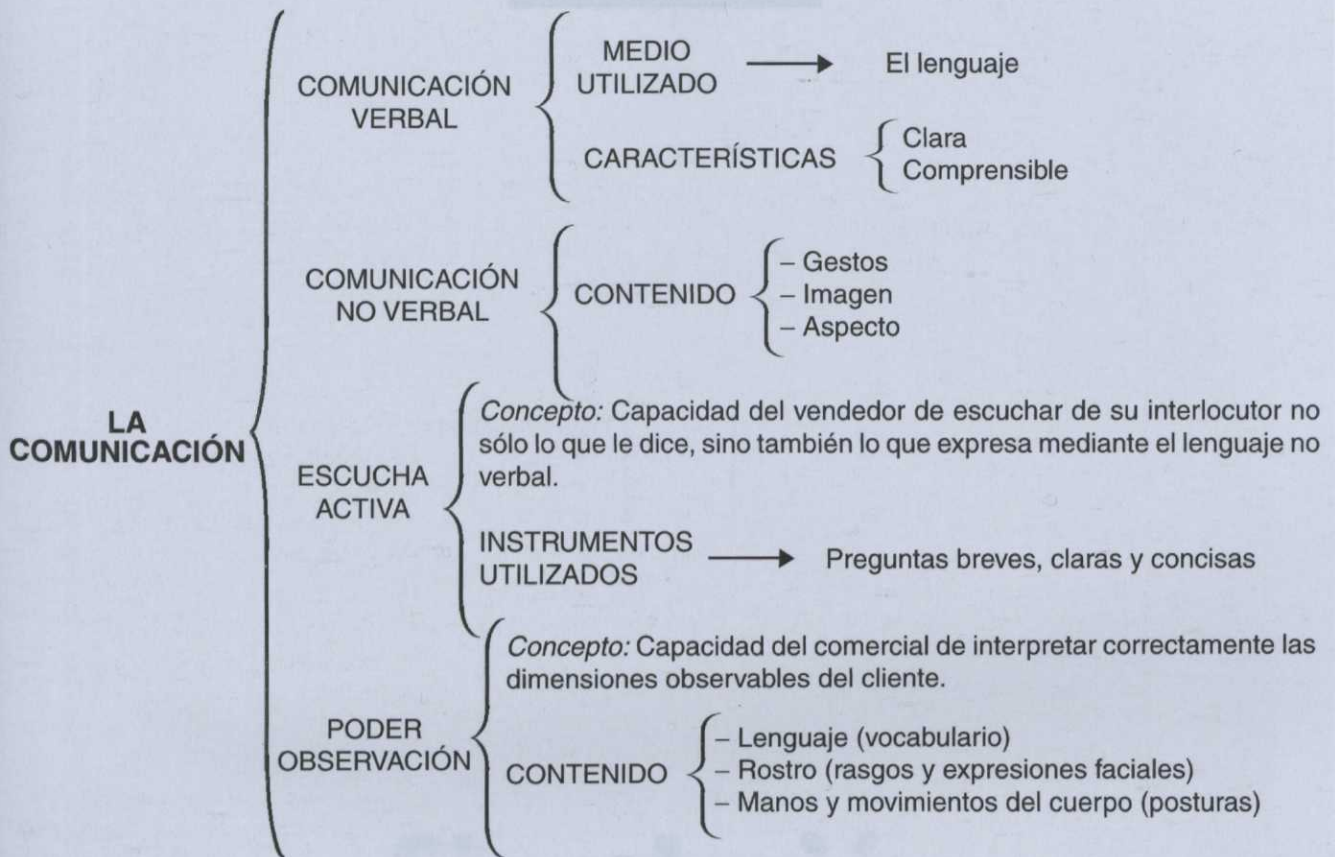 LA
COMUNICACIÓN
COMUNICACIÓN
VERBAL
MEDIO
UTILIZADO
El lenguaje
CARACTERÍSTICAS
Clara
Comprensible
COMUNICACIÓN
NO VERBAL
CONTENIDO
– Gestos
– Imagen
– Aspecto
ESCUCHA
ACTIVA
Concepto: Capacidad del vendedor de escuchar de su interlocutor no
sólo lo que le dice, sino también lo que expresa mediante el lenguaje no
verbal.
INSTRUMENTOS
UTILIZADOS
Preguntas breves, claras y concisas
PODER
OBSERVACIÓN
Concepto: Capacidad del comercial de interpretar correctamente las
dimensiones observables del cliente.
CONTENIDO
– Lenguaje (vocabulario)
– Rostro (rasgos y expresiones faciales)
– Manos y movimientos del cuerpo (posturas)